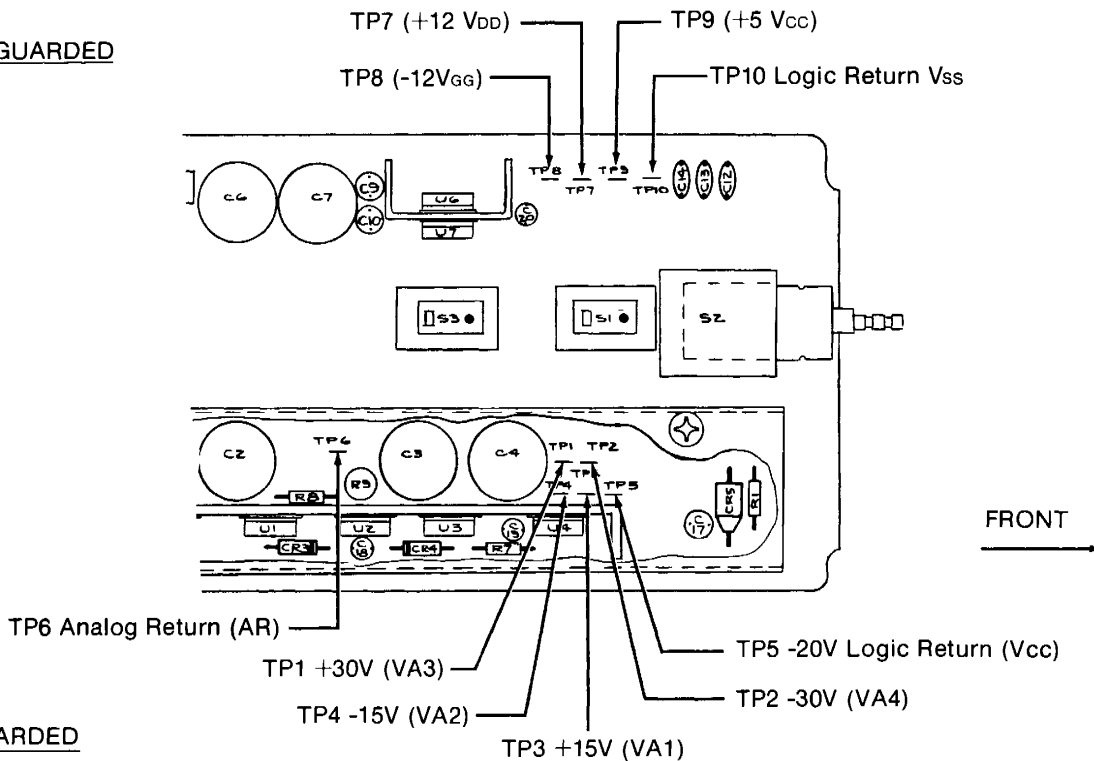 GUARDED
TP7 (+12 VDD)
TP9 (+5 VCC)
TP8 (-12VGG)
TP10 Logic Return VSS
TP8
TP7
TP9
TP10
C14
C13
C12
C6
C7
C9
C10
U6
U7
C20
S3
S1
S2
C2
TP6
C3
C4
TP1
TP2
R9
TP4
TP5
R8
CR5
R1
U1
U2
U3
U4
C17
CR3
C18
CR4
R7
FRONT
TP6 Analog Return (AR)
TP5 -20V Logic Return (Vcc)
TP1 +30V (VA3)
TP2 -30V (VA4)
TP4 -15V (VA2)
TP3 +15V (VA1)
ARDED